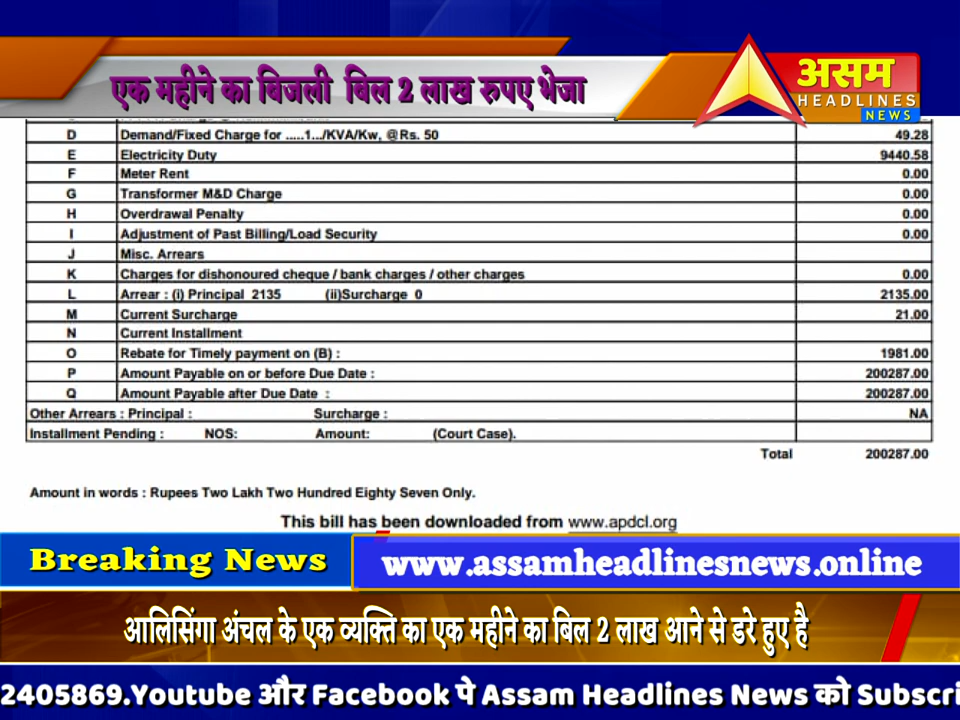 एक महीने का बिजली बिल 2 लाख रुपए भेजा
असम
HEADLINES
NEWS
D Demand/Fixed Charge for .....1.../KVA/Kw, @Rs. 50 49.28
E Electricity Duty 9440.58
F Meter Rent 0.00
G Transformer M&D Charge 0.00
H Overdrawal Penalty 0.00
I Adjustment of Past Billing/Load Security 0.00
J Misc. Arrears
K Charges for dishonoured cheque / bank charges / other charges 0.00
L Arrear : (i) Principal 2135 (ii)Surcharge 0 2135.00
M Current Surcharge 21.00
N Current Installment
O Rebate for Timely payment on (B) : 1981.00
P Amount Payable on or before Due Date : 200287.00
Q Amount Payable after Due Date : 200287.00
Other Arrears : Principal : Surcharge : NA
Installment Pending : NOS: Amount: (Court Case).
Total 200287.00
Amount in words : Rupees Two Lakh Two Hundred Eighty Seven Only.
This bill has been downloaded from www.apdcl.org
Breaking News
www.assamheadlinesnews.online
आलिसिंगा अंचल के एक व्यक्ति का एक महीने का बिल 2 लाख आने से डरे हुए है
2405869.Youtube और Facebook पे Assam Headlines News को Subscri